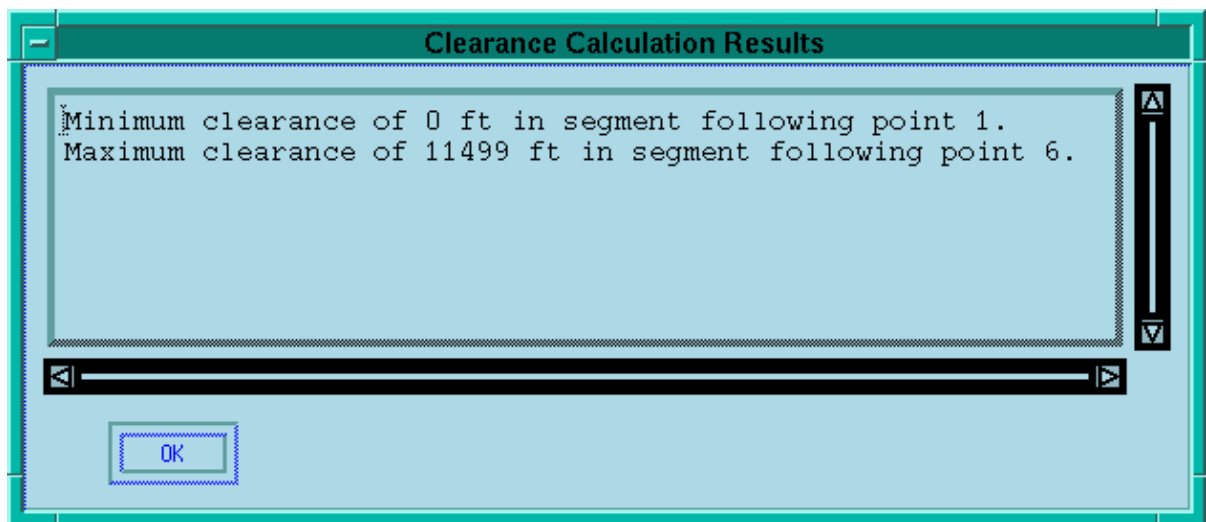 Clearance Calculation Results
Minimum clearance of 0 ft in segment following point 1.
Maximum clearance of 11499 ft in segment following point 6.
OK